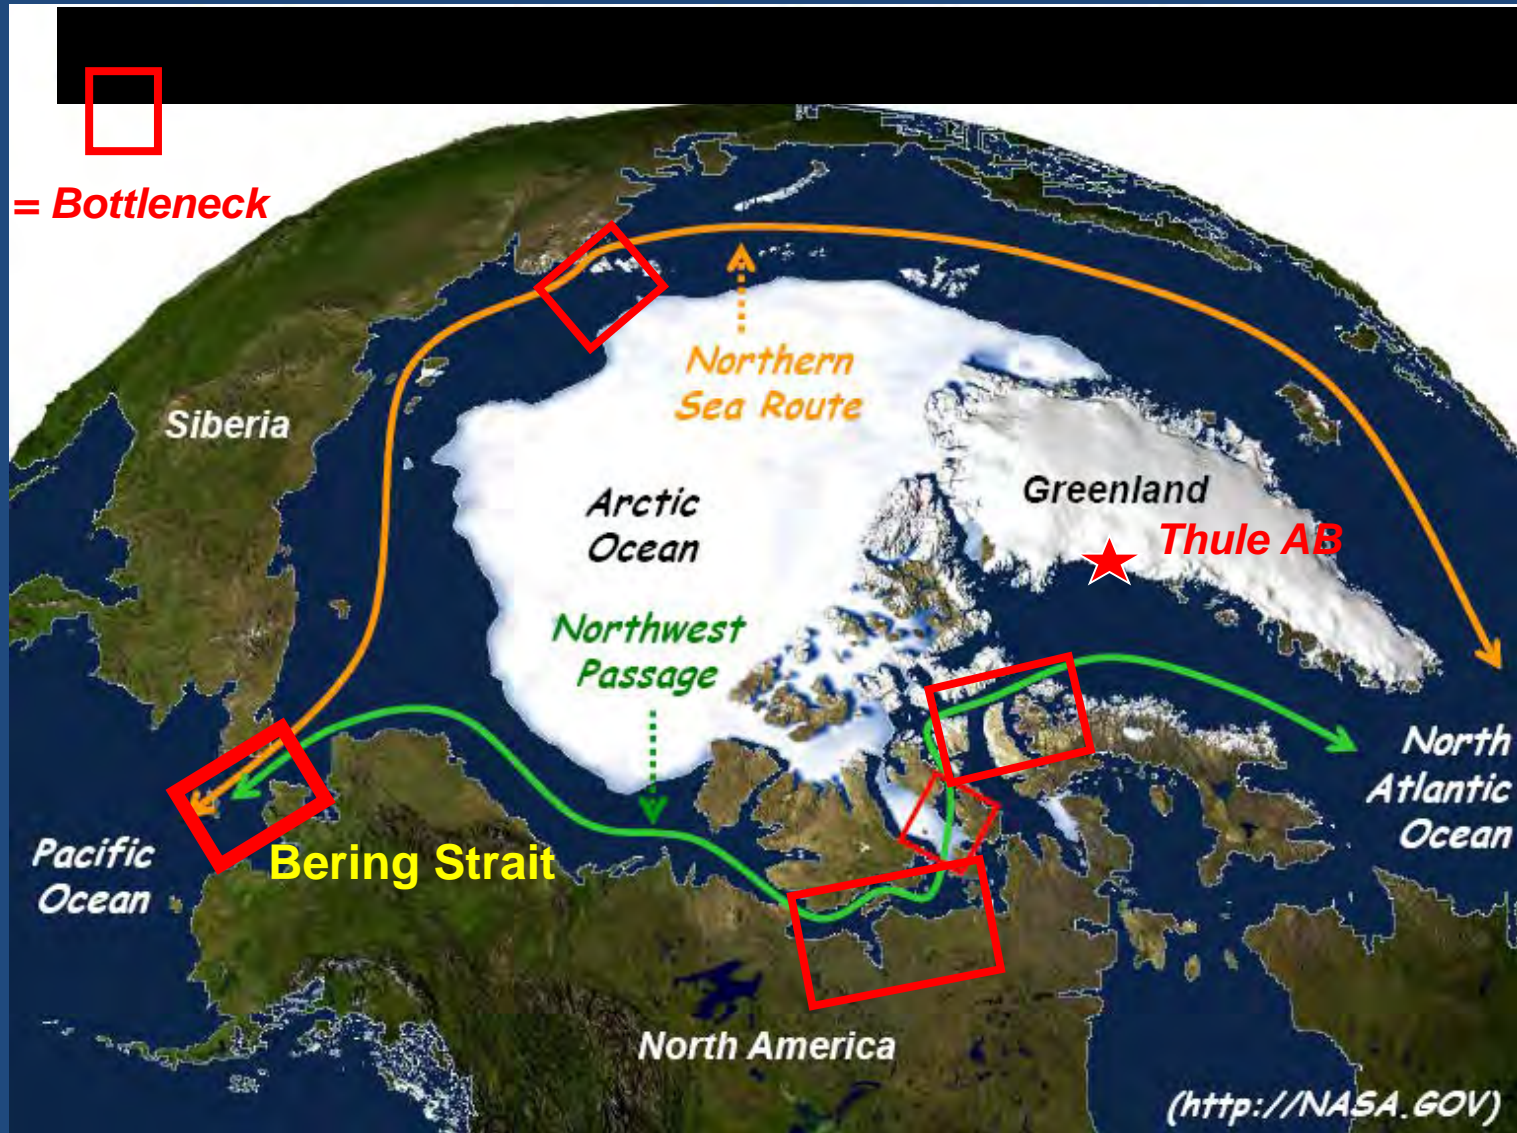 = Bottleneck
Northern
Sea Route
Siberia
Arctic
Ocean
Greenland
Thule AB
Northwest
Passage
North
Atlantic
Ocean
Pacific
Ocean
Bering Strait
North America
(http://NASA.GOV)